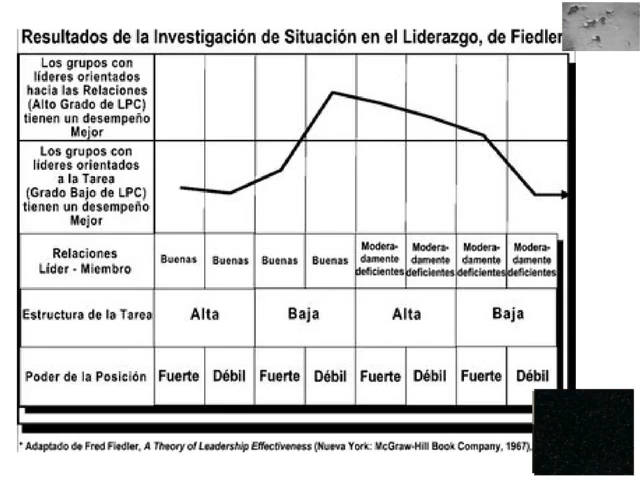 Resultados de la Investigación de Situación en el Liderazgo, de Fiedler
Los grupos con
líderes orientados
hacia las Relaciones
(Alto Grado de LPC)
tienen un desempeño
Mejor
Los grupos con
líderes orientados
a la Tarea
(Grado Bajo de LPC)
tienen un desempeño
Mejor
Relaciones
Líder - Miembro
Buenas
Buenas
Buenas
Buenas
Modera-
damente
deficientes
Modera-
damente
deficientes
Modera-
damente
deficientes
Modera-
damente
deficientes
Estructura de la Tarea
Alta
Baja
Alta
Baja
Poder de la Posición
Fuerte
Débil
Fuerte
Débil
Fuerte
Débil
Fuerte
Débil
* Adaptado de Fred Fiedler, A Theory of Leadership Effectiveness (Nueva York: McGraw-Hill Book Company, 1967),